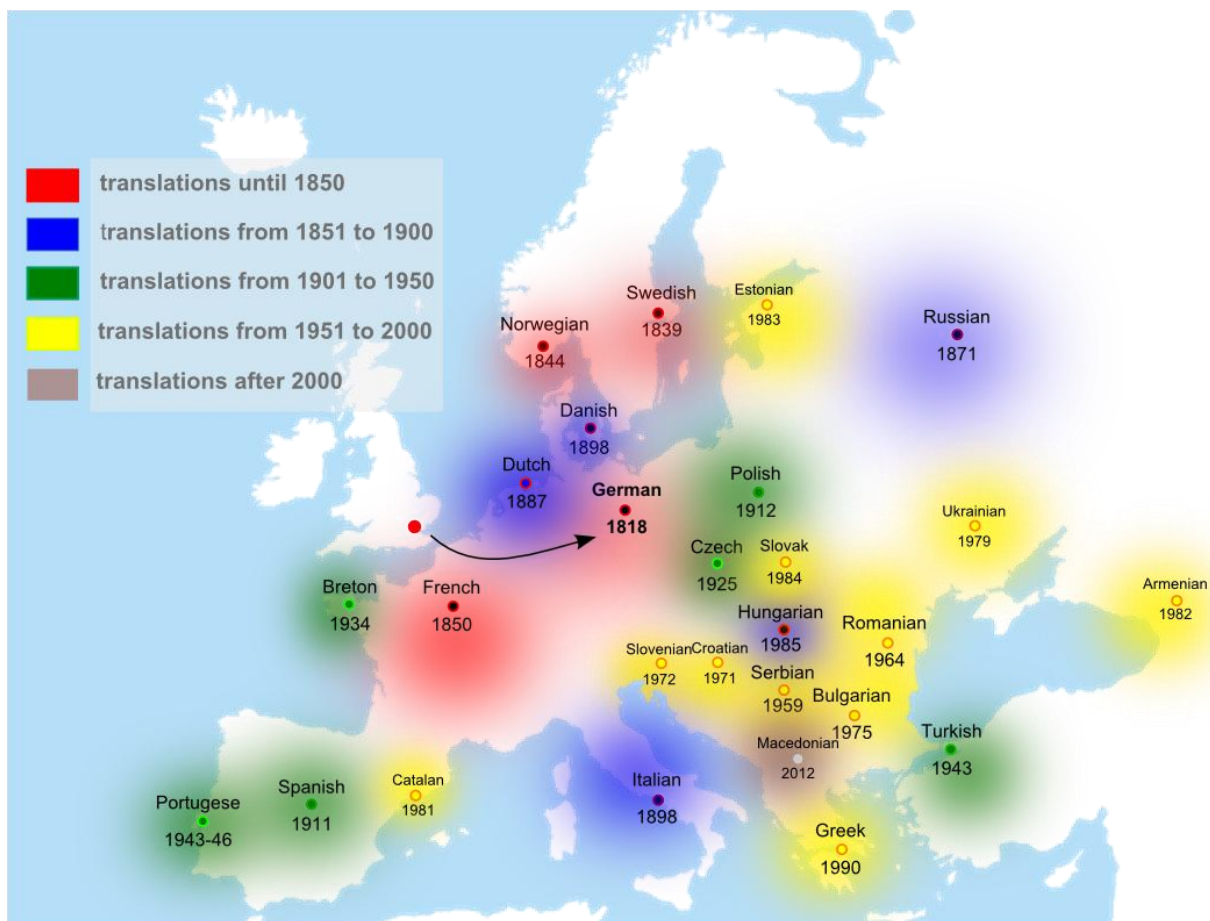 translations until 1850
translations from 1851 to 1900
translations from 1901 to 1950
translations from 1951 to 2000
translations after 2000
Swedish
1839
Estonian
1983
Norwegian
1844
Russian
1871
Danish
1898
Dutch
1887
German
1818
Polish
1912
Ukrainian
1979
Czech
1925
Slovak
1984
Breton
1934
French
1850
Armenian
1982
Hungarian
1985
Romanian
1964
Slovenian
1972
Croatian
1971
Serbian
1959
Bulgarian
1975
Turkish
1943
Macedonian
2012
Italian
1898
Catalan
1981
Spanish
1911
Portugese
1943-46
Greek
1990